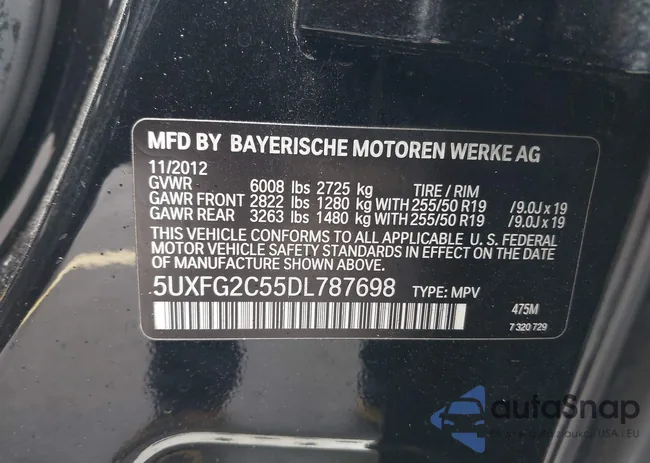 MFD BY BAYERISCHE MOTOREN WERKE AG
11/2012
GVWR 6008 lbs 2725 kg TIRE / RIM
GAWR FRONT 2822 lbs 1280 kg WITH 255/50 R19 /9.0J x 19
GAWR REAR 3263 lbs 1480 kg WITH 255/50 R19 /9.0J x 19
THIS VEHICLE CONFORMS TO ALL APPLICABLE U. S. FEDERAL
MOTOR VEHICLE SAFETY STANDARDS IN EFFECT ON THE
DATE OF MANUFACTURE SHOWN ABOVE.
5UXFG2C55DL787698 TYPE: MPV
475M
7 320 729
autoSnap
USA | EU